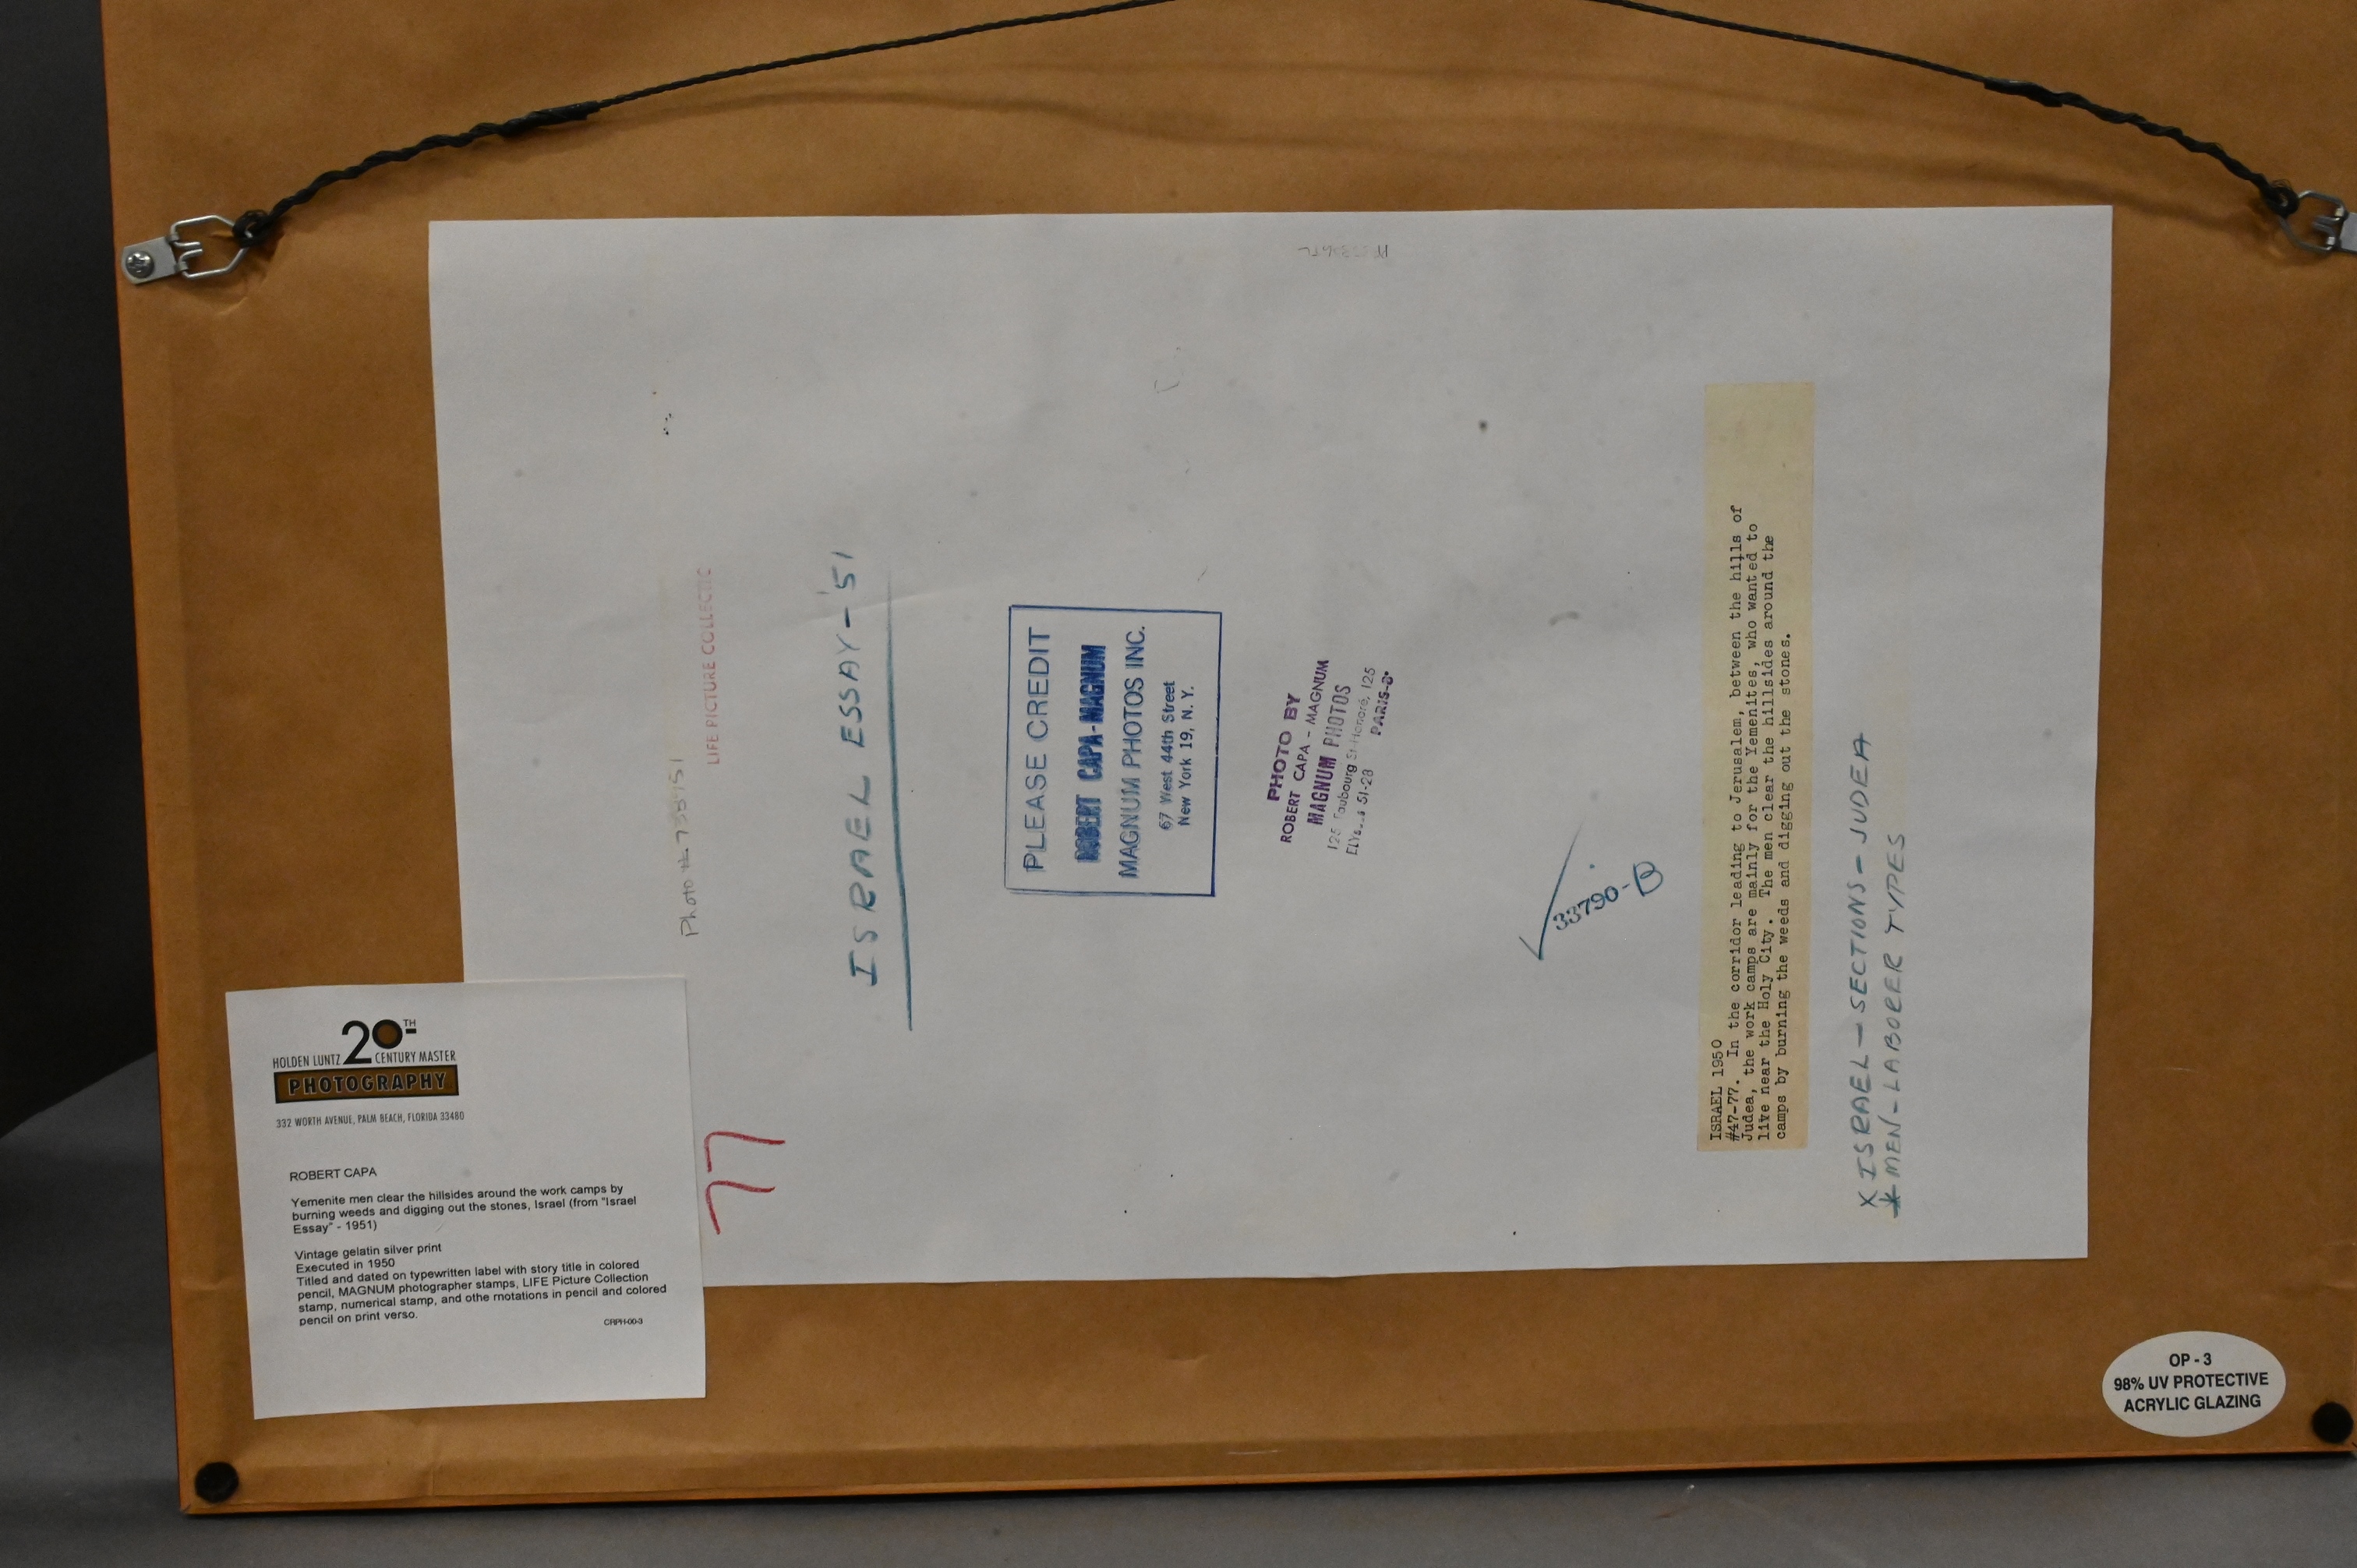 Photo #. 738151
LIFE PICTURE COLLECTIC
ISRAEL ESSAY - '51
PLEASE CREDIT
ROBERT CAPA-MAGNUM
MAGNUM PHOTOS INC.
67 West 44th Street
New York 19, N. Y.
PHOTO BY
ROBERT CAPA - MAGNUM
MAGNUM PHOTOS
125 Faubourg St-Honoré, 125
51-28 PARIS-8e
33790-B
ISRAEL 1950
#47-77. In the corridor leading to Jerusalem, between the hills of
Judea, the work camps are mainly for the Yemenites, who wanted to
live near the Holy City. The men clear the hillsides around the
camps by burning the weeds and digging out the stones.
X ISRAEL - SECTIONS - JUDEA
* MEN - LABORER TYPES
77
20TH
HOLDEN LUNTZ CENTURY MASTER
PHOTOGRAPHY
332 WORTH AVENUE, PALM BEACH, FLORIDA 33480
ROBERT CAPA
Yemenite men clear the hillsides around the work camps by
burning weeds and digging out the stones, Israel (from "Israel
Essay" - 1951)
Vintage gelatin silver print
Executed in 1950
Titled and dated on typewritten label with story title in colored
pencil, MAGNUM photographer stamps, LIFE Picture Collection
stamp, numerical stamp, and othe rnotations in pencil and colored
pencil on print verso.
CRPH-00-3
OP - 3
98% UV PROTECTIVE
ACRYLIC GLAZING